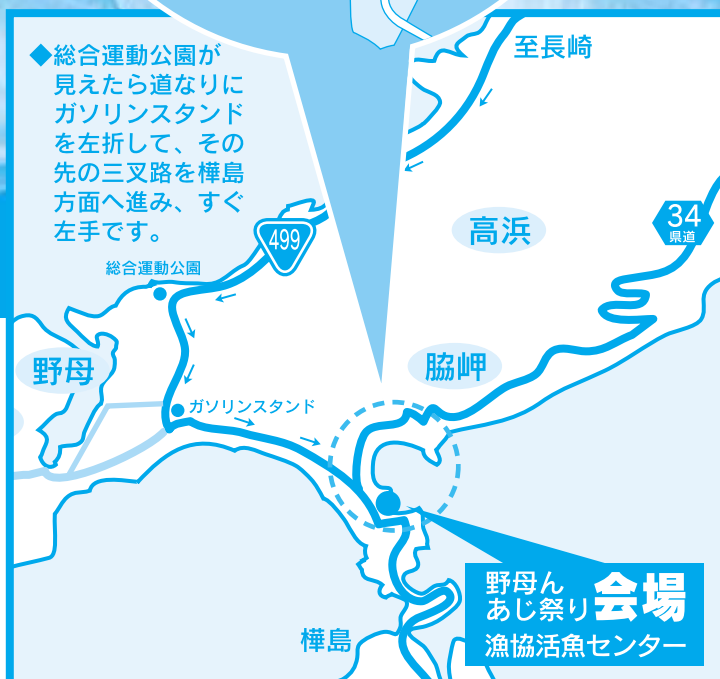 ◆総合運動公園が
見えたら道なりに
ガソリンスタンド
を左折して、その
先の三叉路を樺島
方面へ進み、すぐ
左手です。
至長崎
高浜
34
県道
499
総合運動公園
野母
脇岬
ガソリンスタンド
野母ん
あじ祭り
会場
漁協活魚センター
樺島